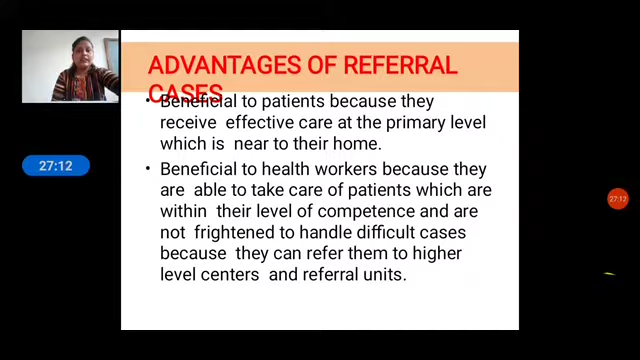 ADVANTAGES OF REFERRAL
CASES
• Beneficial to patients because they
receive effective care at the primary level
which is near to their home.
• Beneficial to health workers because they
are able to take care of patients which are
within their level of competence and are
not frightened to handle difficult cases
because they can refer them to higher
level centers and referral units.
27:12
27:12